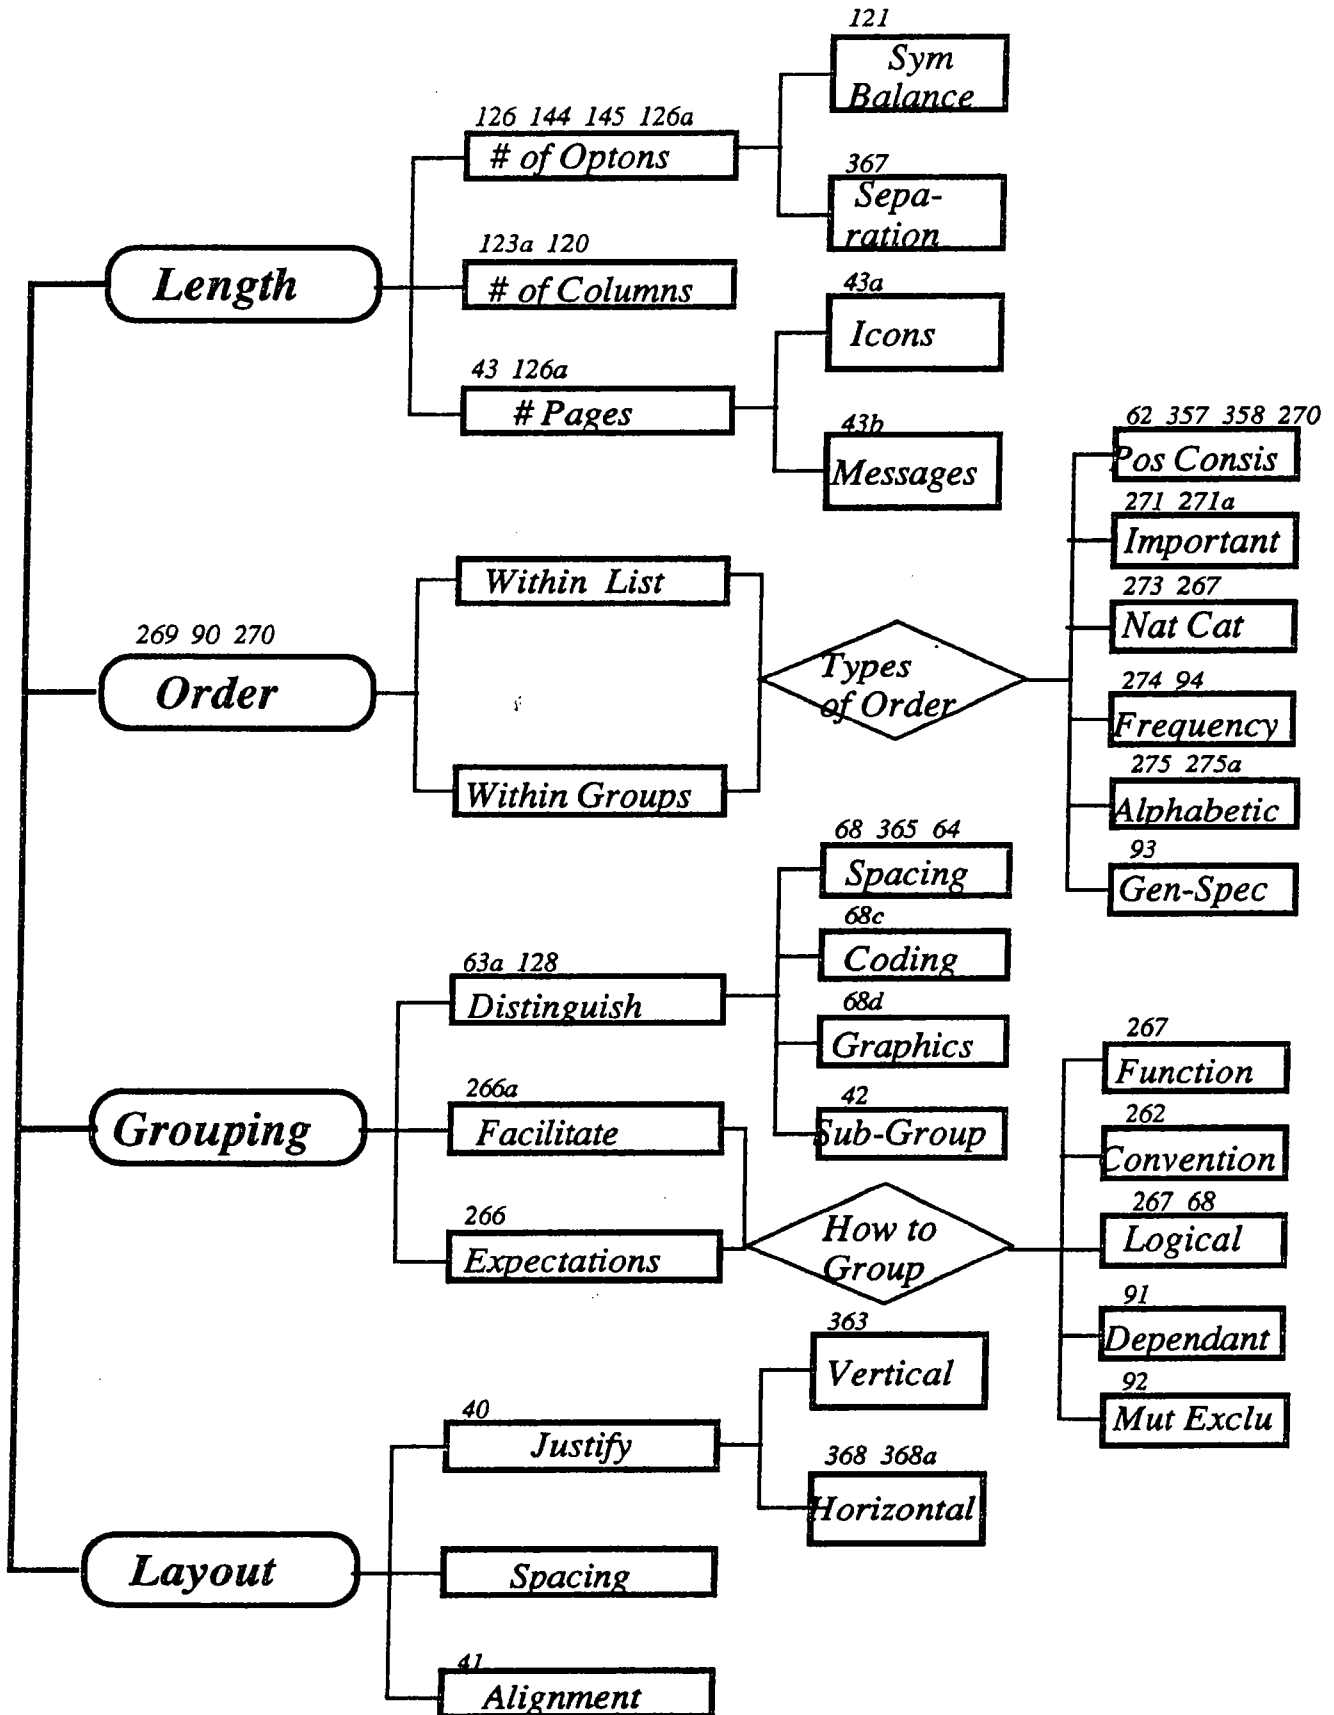 121
Sym
Balance
126 144 145 126a
# of Optons
367
Sepa-
ration
123a 120
# of Columns
Length
43a
Icons
43 126a
# Pages
43b
Messages
62 357 358 270
Pos Consis
271 271a
Important
273 267
Nat Cat
274 94
Frequency
275 275a
Alphabetic
93
Gen-Spec
Within List
269 90 270
Order
Types
of Order
Within Groups
68 365 64
Spacing
68c
Coding
63a 128
Distinguish
68d
Graphics
42
Sub-Group
266a
Facilitate
Grouping
266
Expectations
How to
Group
267
Function
262
Convention
267 68
Logical
91
Dependant
92
Mut Exclu
363
Vertical
40
Justify
368 368a
Horizontal
Layout
Spacing
41
Alignment